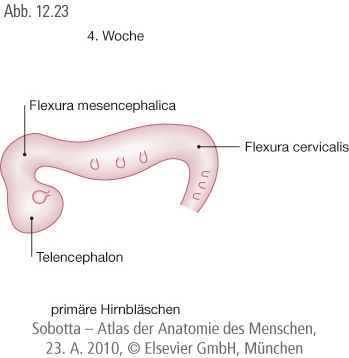 Abb. 12.23
4. Woche
Flexura mesencephalica
Flexura cervicalis
Telencephalon
primäre Hirnbläschen
Sobotta – Atlas der Anatomie des Menschen,
23. A. 2010, © Elsevier GmbH, München